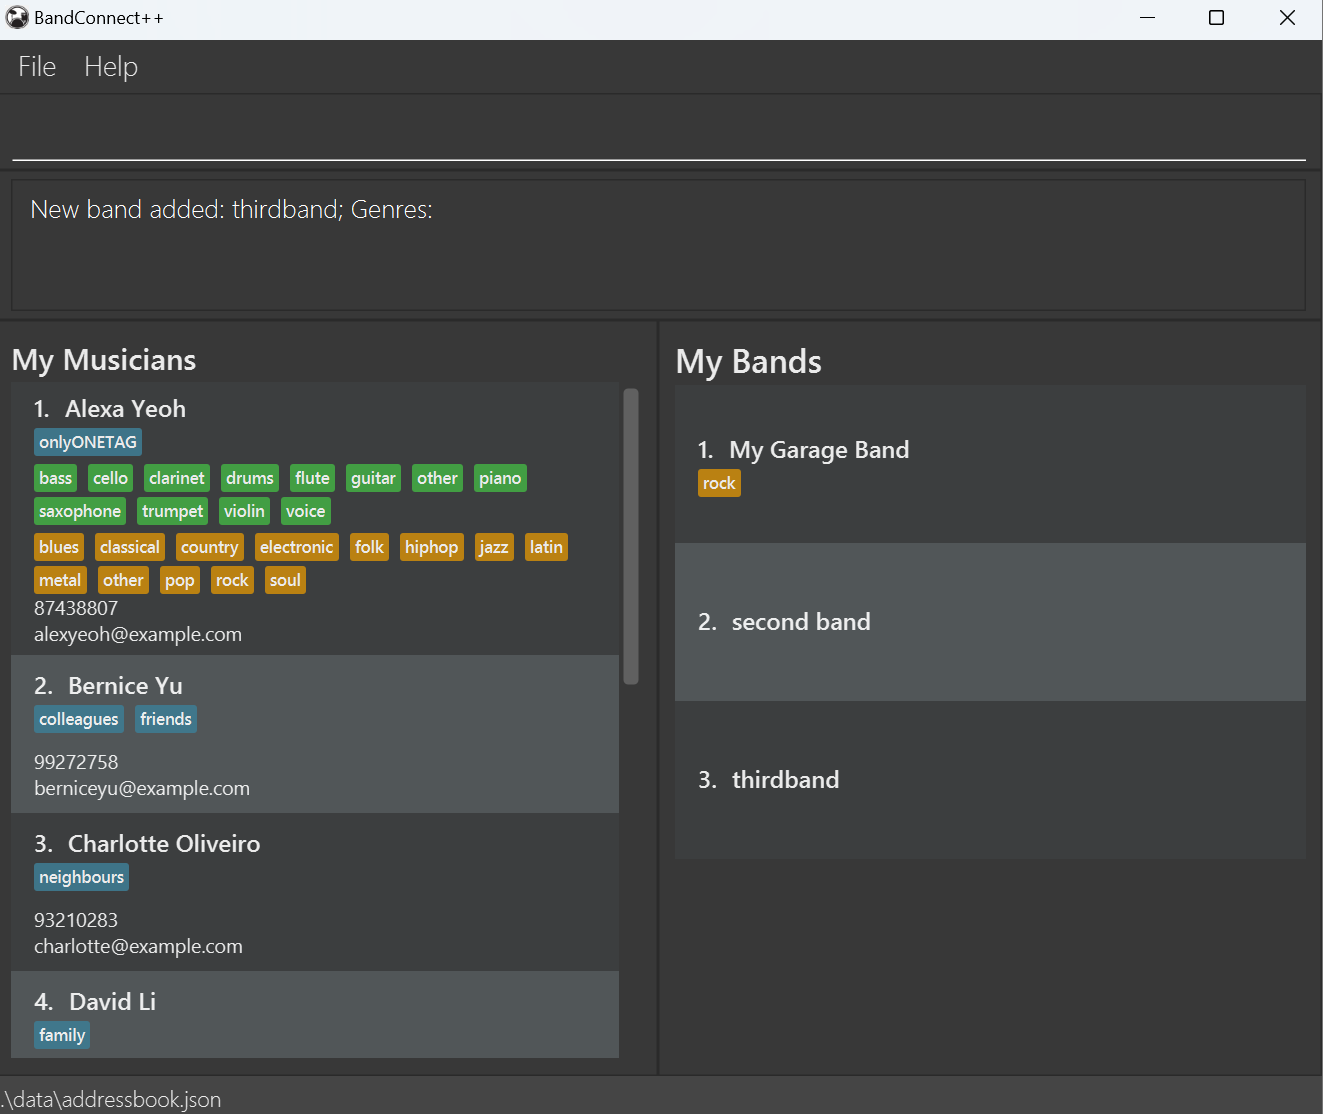 BandConnect++
File Help
New band added: thirdband; Genres:
My Musicians
1. Alexa Yeoh
onlyONETAG
bass cello clarinet drums flute guitar other piano
saxophone trumpet violin voice
blues classical country electronic folk hiphop jazz latin
metal other pop rock soul
87438807
alexyeoh@example.com
2. Bernice Yu
colleagues friends
99272758
berniceyu@example.com
3. Charlotte Oliveiro
neighbours
93210283
charlotte@example.com
4. David Li
family
My Bands
1. My Garage Band
rock
2. second band
3. thirdband
.\data\addressbook.json